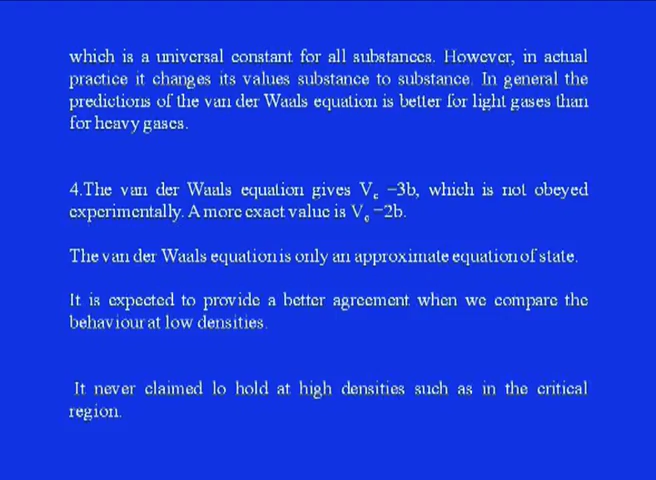 which is a universal constant for all substances. However, in actual
practice it changes its values substance to substance. In general the
predictions of the van der Waals equation is better for light gases than
for heavy gases.
4.The van der Waals equation gives Vc =3b, which is not obeyed
experimentally. A more exact value is Vc =2b.
The van der Waals equation is only an approximate equation of state.
It is expected to provide a better agreement when we compare the
behaviour at low densities.
It never claimed to hold at high densities such as in the critical
region.